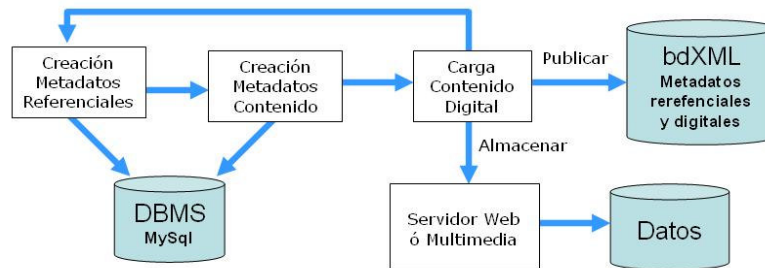 Creación
Metadatos
Referenciales
Creación
Metadatos
Contenido
Carga
Contenido
Digital
Publicar
bdXML
Metadatos
rerefenciales
y digitales
Almacenar
DBMS
MySql
Servidor Web
ó Multimedia
Datos